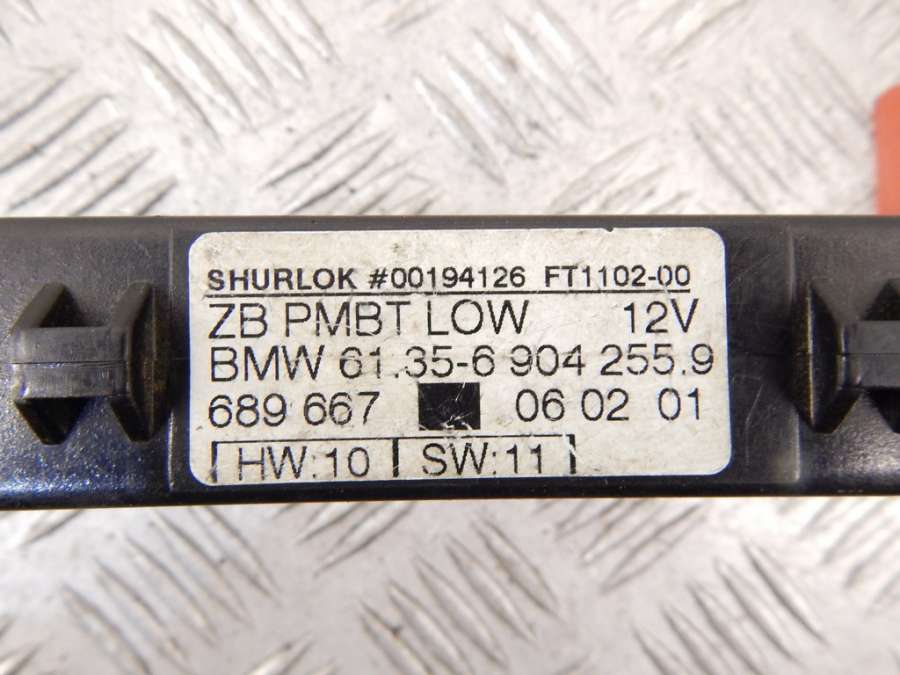 SHURLOK #00194126 FT1102-00
ZB PMBT LOW 12V
BMW 61.35-6 904 255.9
689 667 06 02 01
HW:10 SW:11